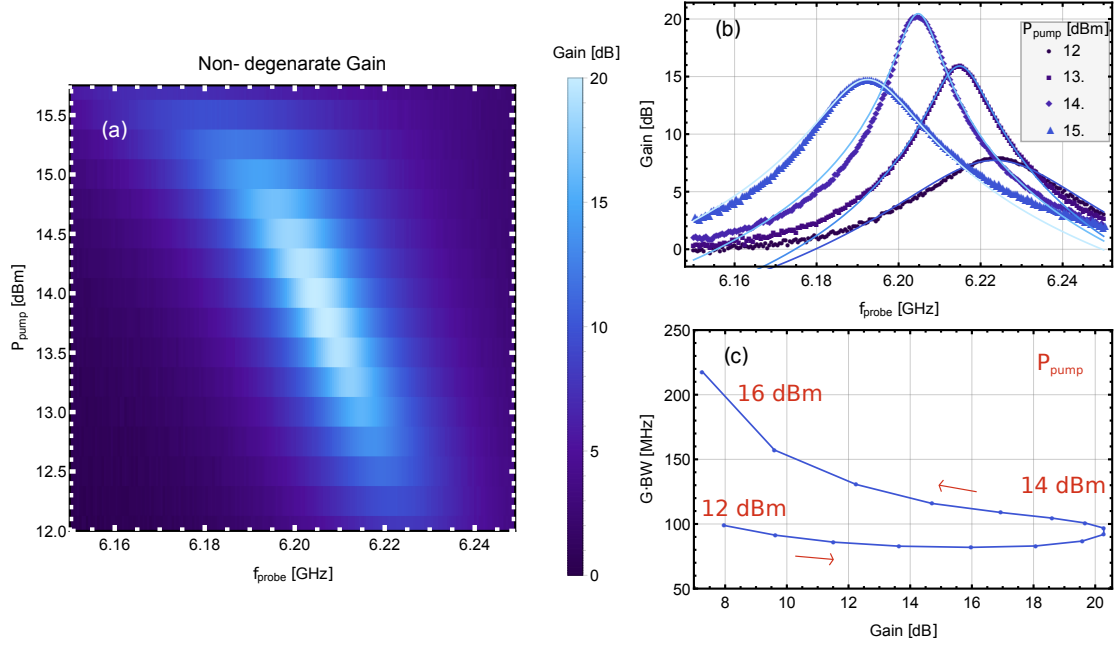 Non- degenarate Gain
(a)
P_pump [dBm]
15.5
15.0
14.5
14.0
13.5
13.0
12.5
12.0
6.16
6.18
6.20
6.22
6.24
f_probe [GHz]
Gain [dB]
20
15
10
5
0
(b)
Gain [dB]
20
15
10
5
0
6.16
6.18
6.20
6.22
6.24
f_probe [GHz]
P_pump [dBm]
12
13.
14.
15.
(c)
P_pump
G·BW [MHz]
250
200
150
100
50
16 dBm
14 dBm
12 dBm
8
10
12
14
16
18
20
Gain [dB]